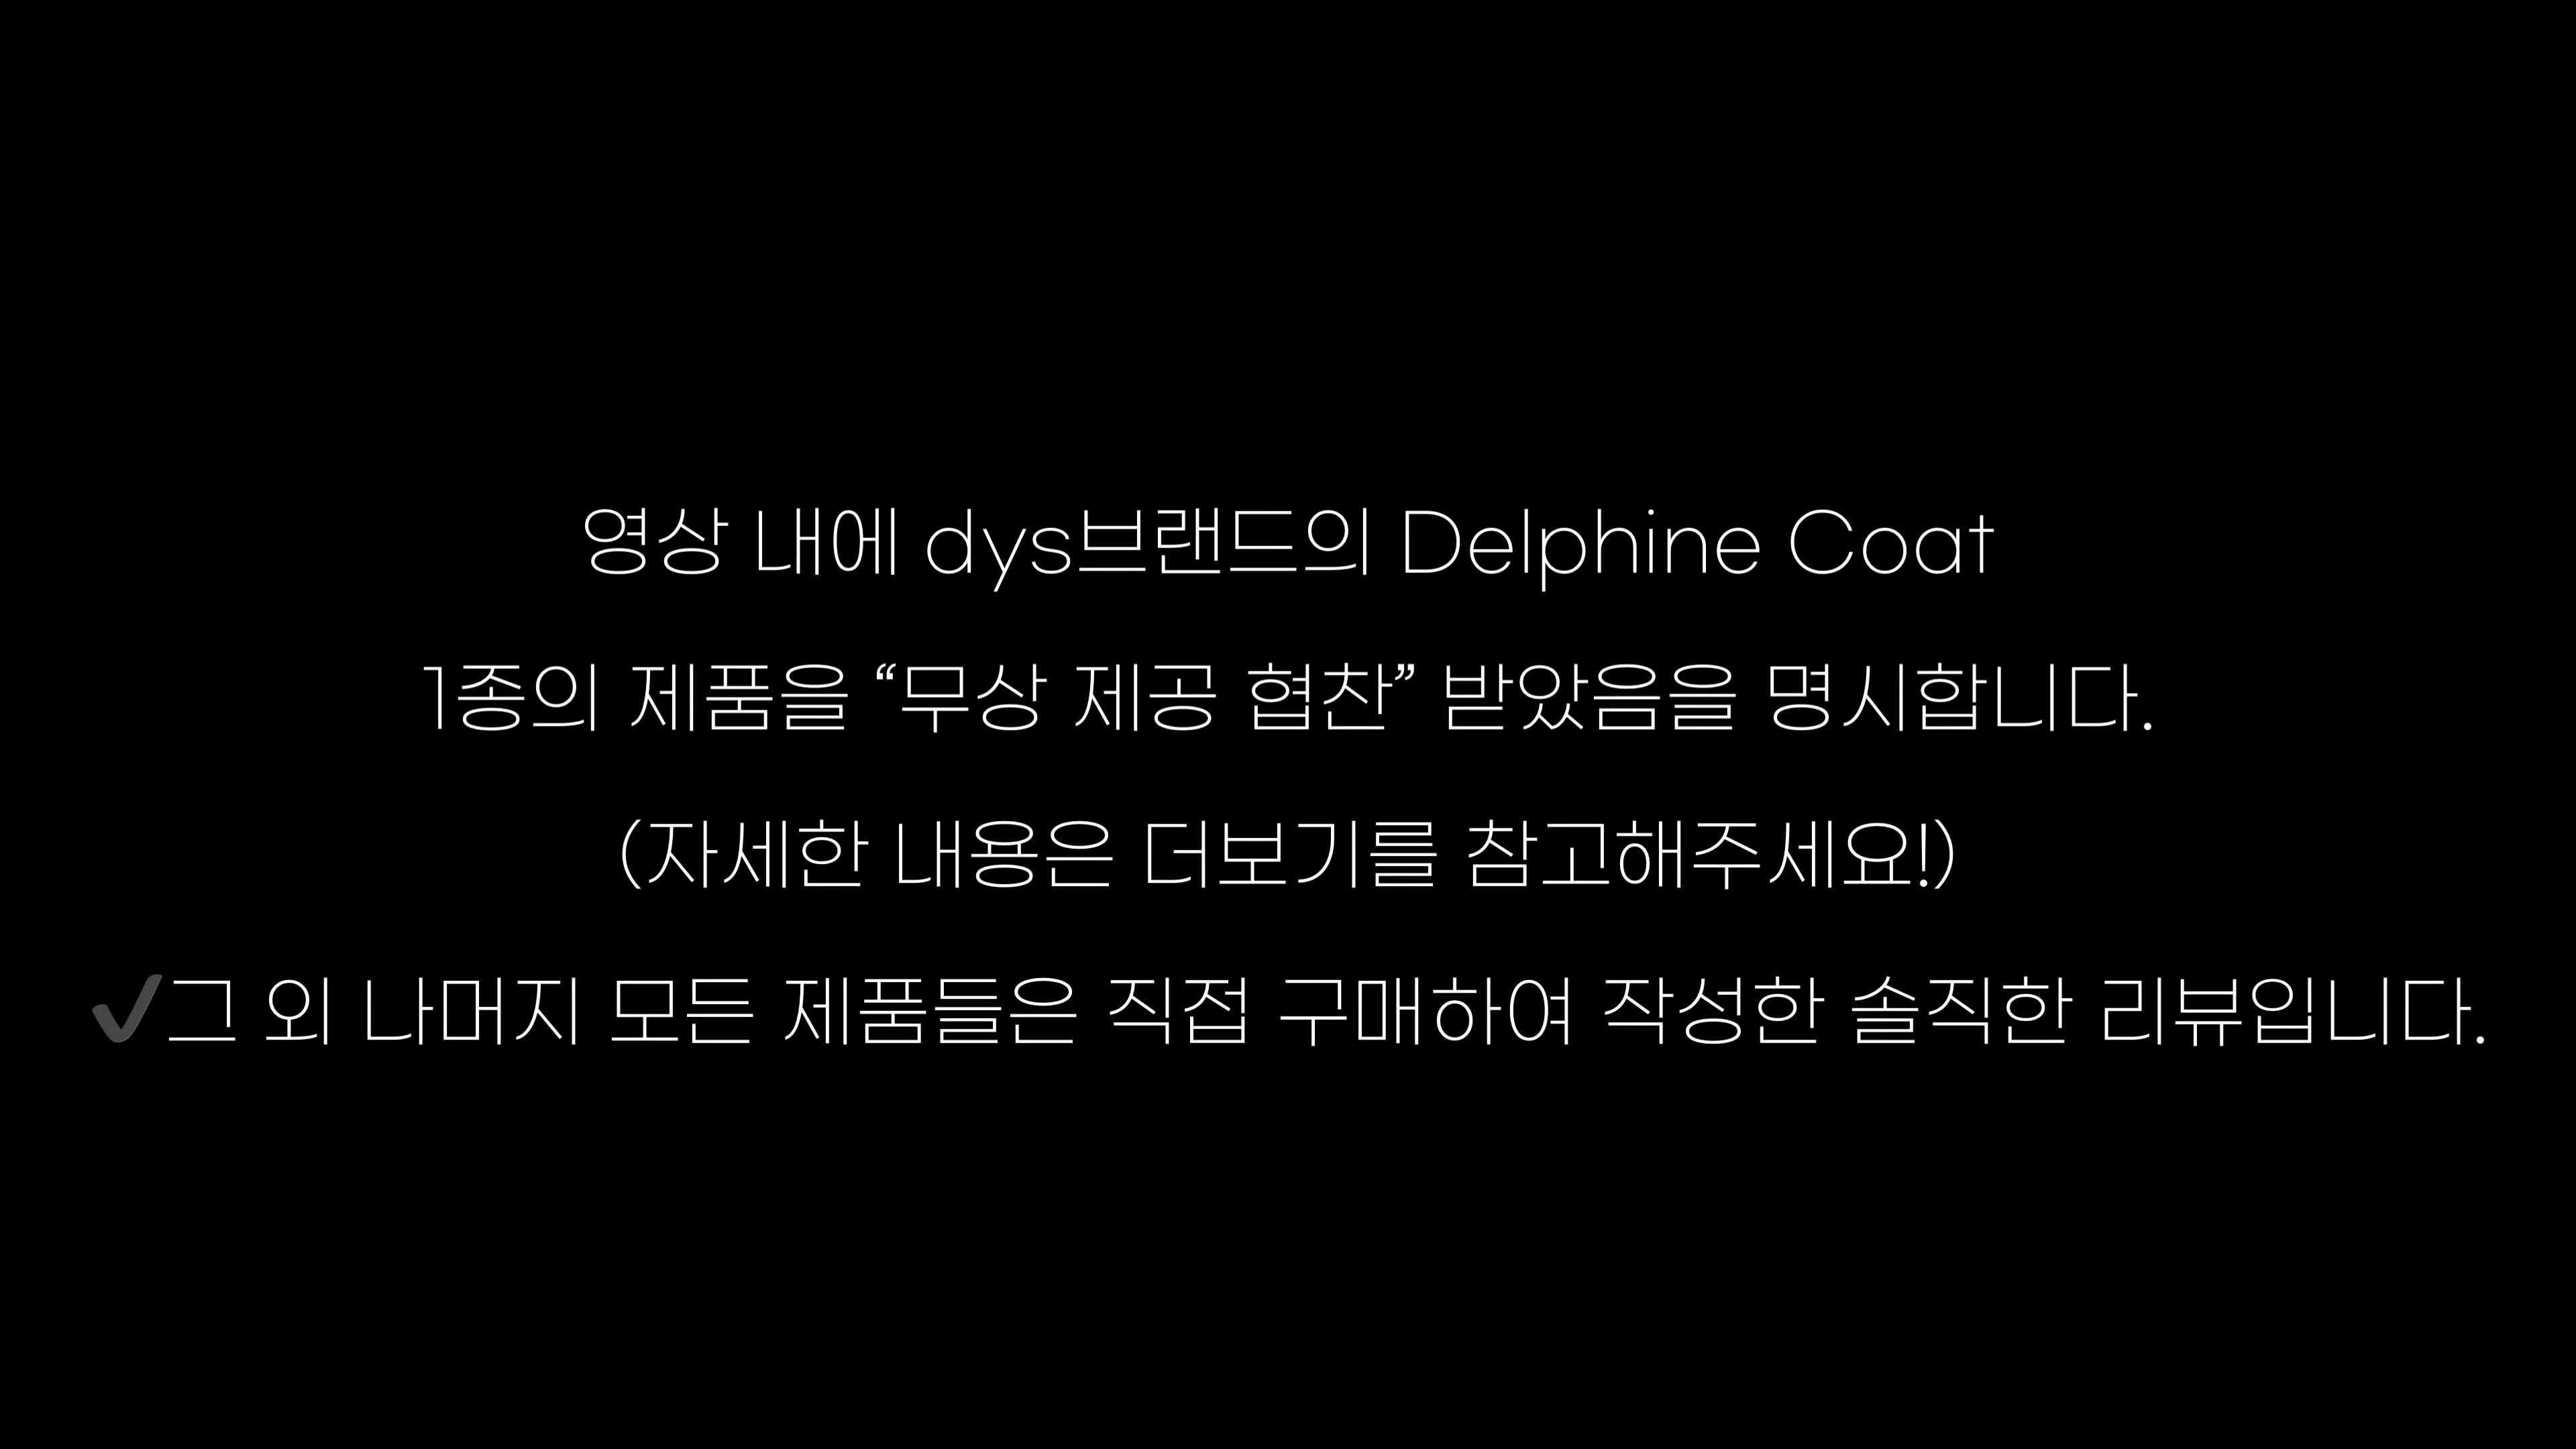 영상 내에 dys브랜드의 Delphine Coat
1종의 제품을 “무상 제공 협찬” 받았음을 명시합니다.
(자세한 내용은 더보기를 참고해주세요!)
✔그 외 나머지 모든 제품들은 직접 구매하여 작성한 솔직한 리뷰입니다.